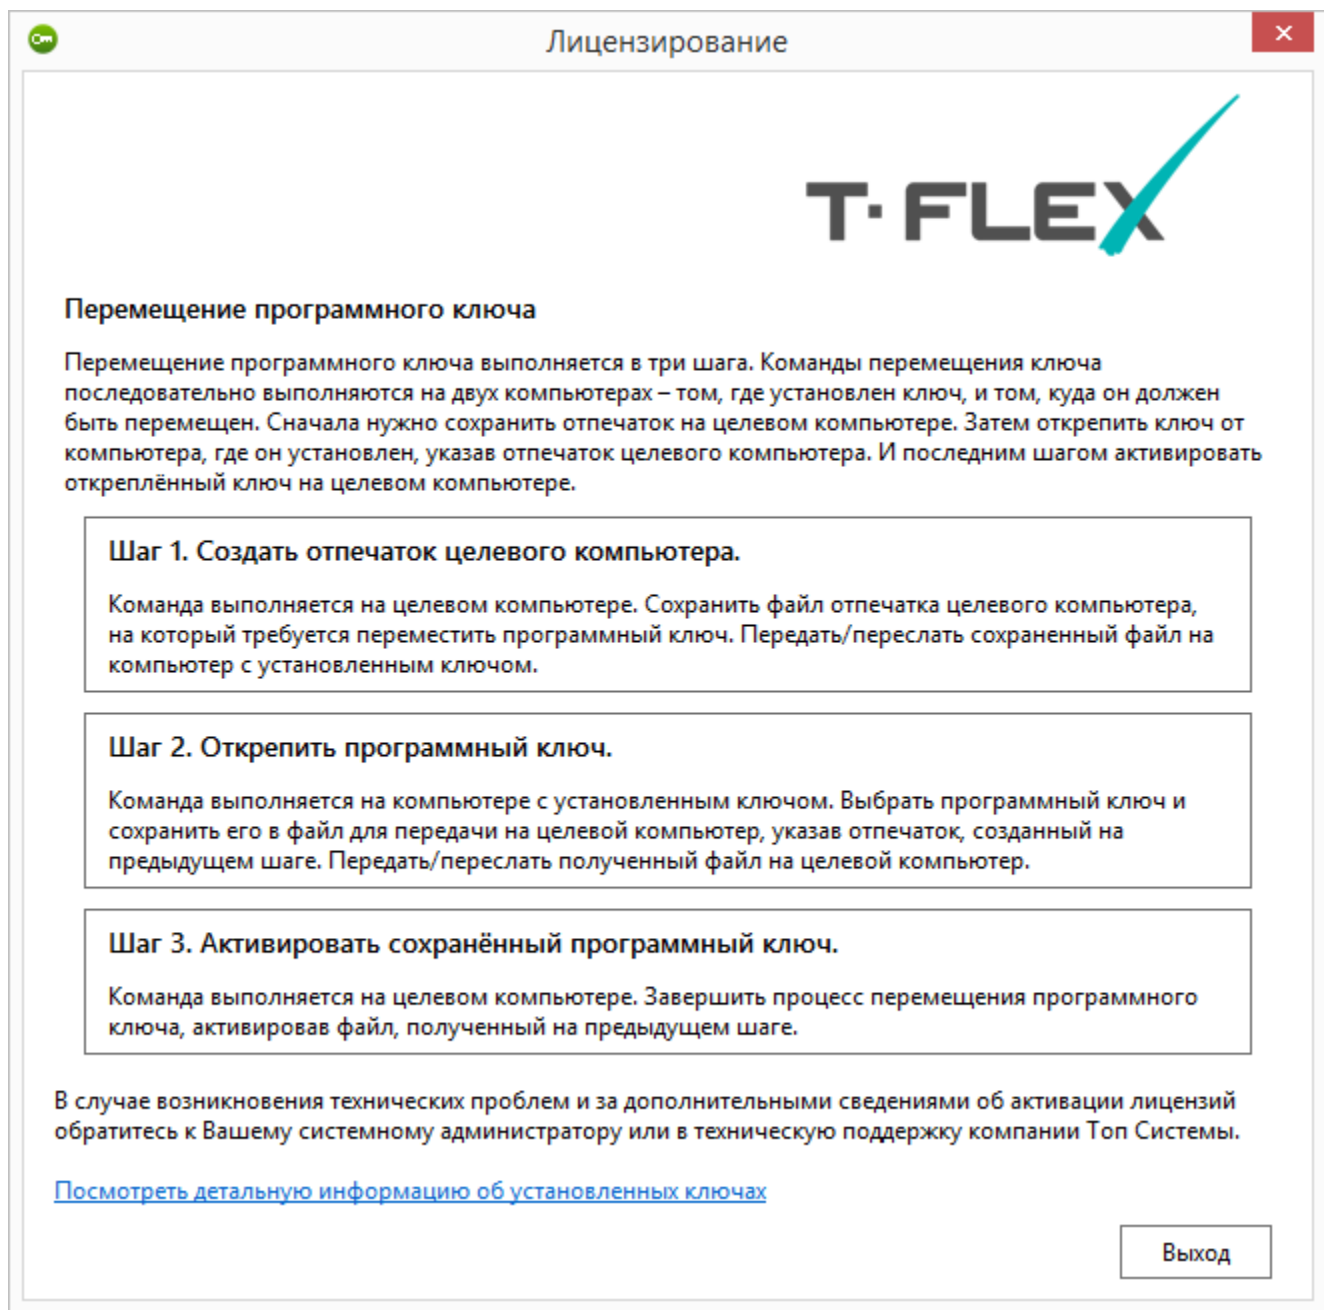 Лицензирование
T·FLEX
Перемещение программного ключа
Перемещение программного ключа выполняется в три шага. Команды перемещения ключа
последовательно выполняются на двух компьютерах – том, где установлен ключ, и том, куда он должен
быть перемещен. Сначала нужно сохранить отпечаток на целевом компьютере. Затем открепить ключ от
компьютера, где он установлен, указав отпечаток целевого компьютера. И последним шагом активировать
откреплённый ключ на целевом компьютере.
Шаг 1. Создать отпечаток целевого компьютера.
Команда выполняется на целевом компьютере. Сохранить файл отпечатка целевого компьютера,
на который требуется переместить программный ключ. Передать/переслать сохраненный файл на
компьютер с установленным ключом.
Шаг 2. Открепить программный ключ.
Команда выполняется на компьютере с установленным ключом. Выбрать программный ключ и
сохранить его в файл для передачи на целевой компьютер, указав отпечаток, созданный на
предыдущем шаге. Передать/переслать полученный файл на целевой компьютер.
Шаг 3. Активировать сохранённый программный ключ.
Команда выполняется на целевом компьютере. Завершить процесс перемещения программного
ключа, активировав файл, полученный на предыдущем шаге.
В случае возникновения технических проблем и за дополнительными сведениями об активации лицензий
обратитесь к Вашему системному администратору или в техническую поддержку компании Топ Системы.
Посмотреть детальную информацию об установленных ключах
Выход